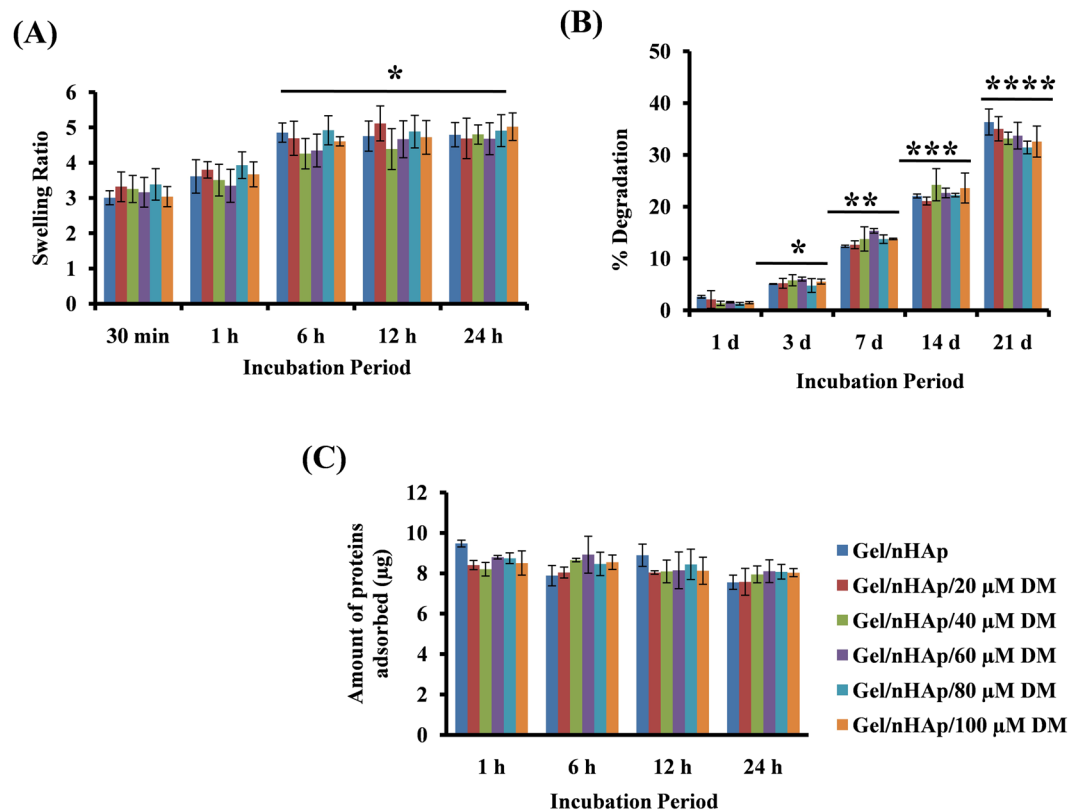 (A)
*
Swelling Ratio
6
5
4
3
2
1
0
30 min 1 h 6 h 12 h 24 h
Incubation Period
(B)
% Degradation
50
40
30
20
10
0
*
**
***
****
1 d 3 d 7 d 14 d 21 d
Incubation Period
(C)
Amount of proteins
adsorbed (µg)
12
10
8
6
4
2
0
1 h 6 h 12 h 24 h
Incubation Period
Gel/nHAp
Gel/nHAp/20 µM DM
Gel/nHAp/40 µM DM
Gel/nHAp/60 µM DM
Gel/nHAp/80 µM DM
Gel/nHAp/100 µM DM